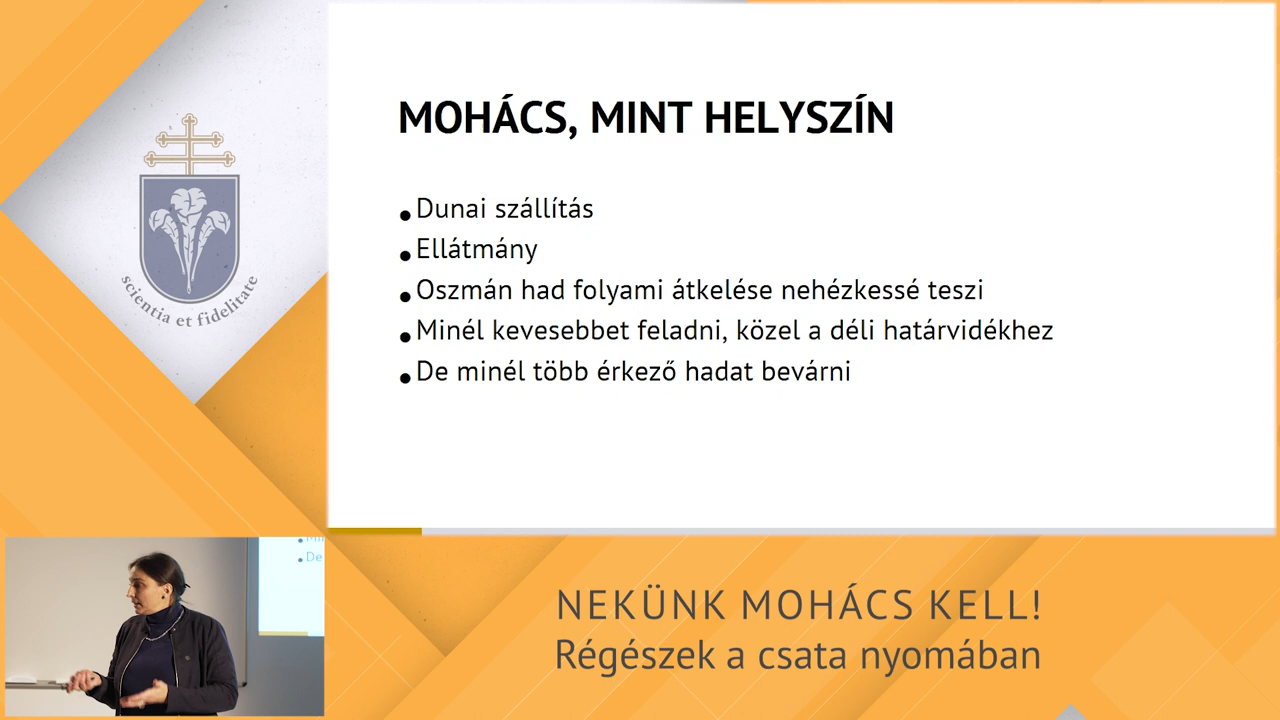 MOHÁCS, MINT HELYSZÍN
Dunai szállítás
Ellátmány
Oszmán had folyami átkelése nehézkessé teszi
Minél kevesebbet feladni, közel a déli határvidékhez
De minél több érkező hadat bevárni
scientia et fidelitate
De
NEKÜNK MOHÁCS KELL!
Régészek a csata nyomában